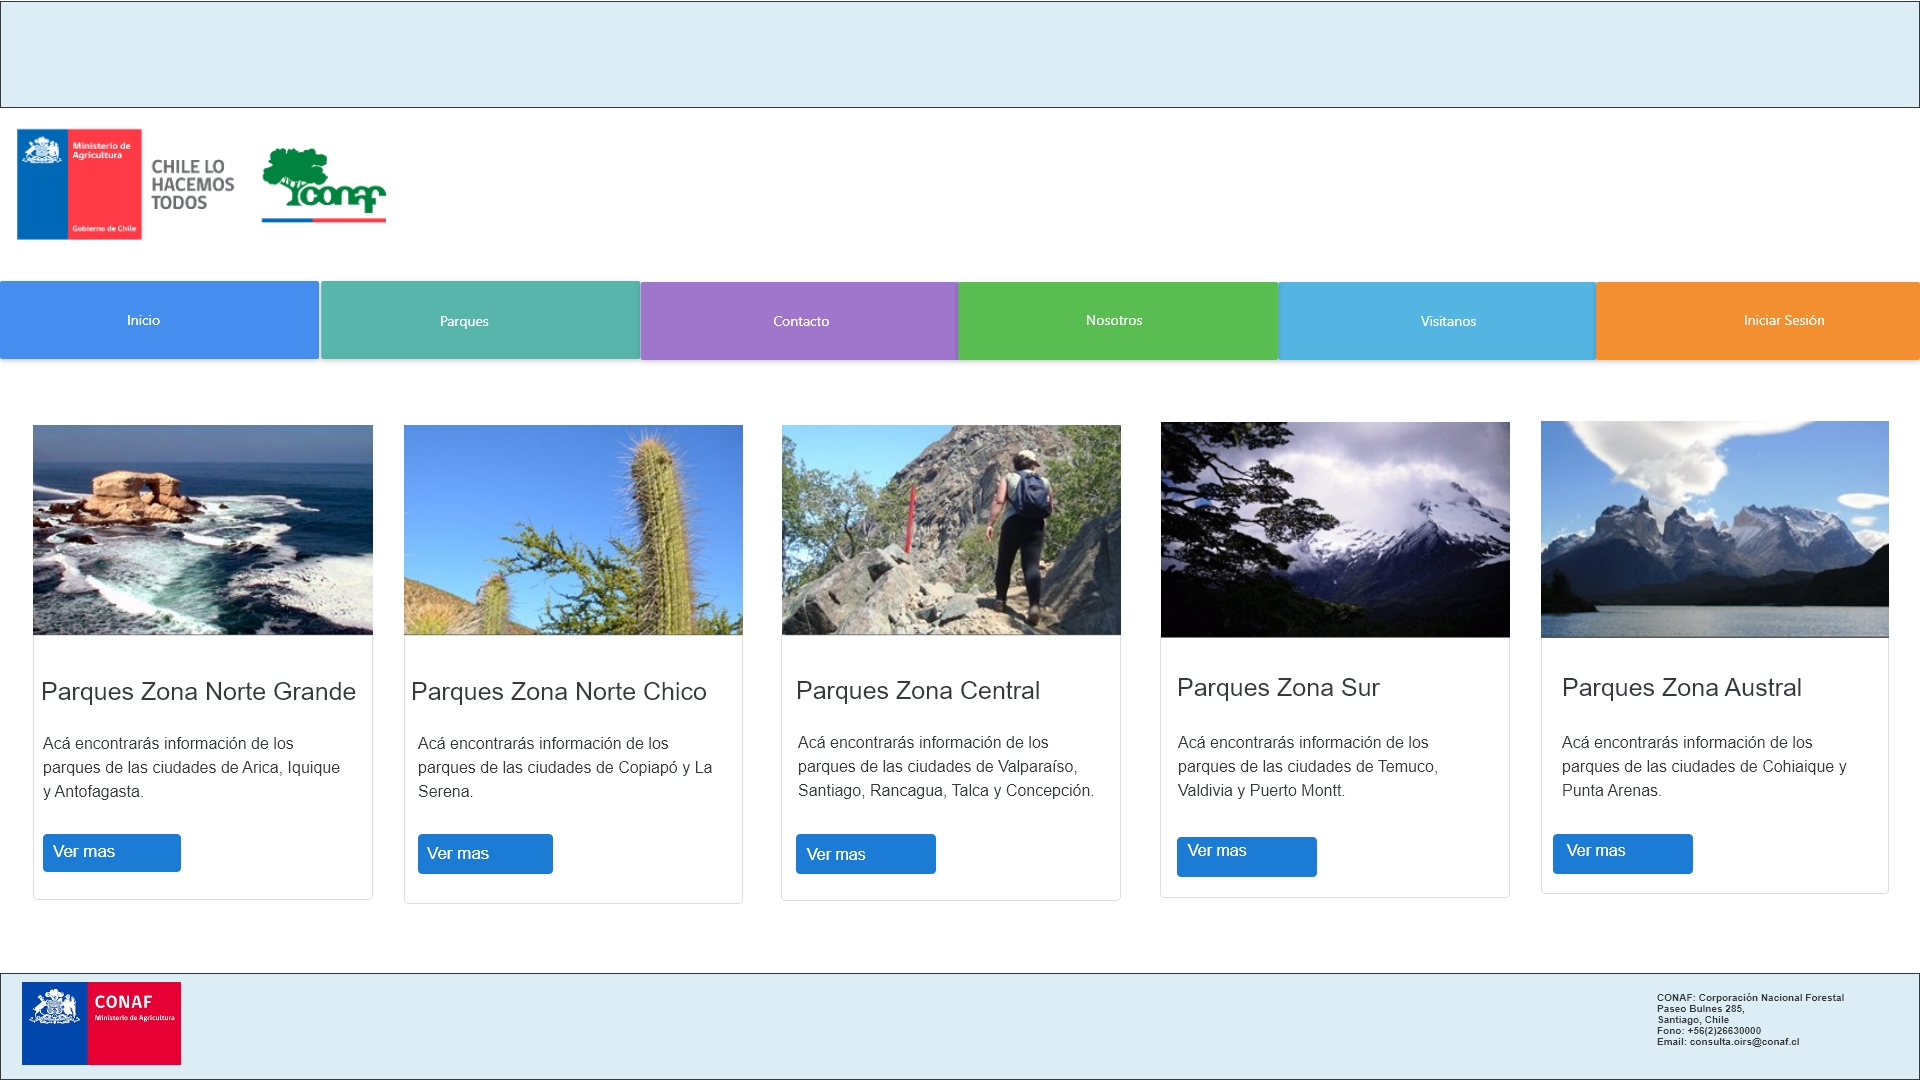 Ministerio de
Agricultura
Gobierno de Chile
CHILE LO
HACEMOS
TODOS
conaf
Inicio
Parques
Contacto
Nosotros
Visitanos
Iniciar Sesión
Parques Zona Norte Grande
Acá encontrarás información de los
parques de las ciudades de Arica, Iquique
y Antofagasta.
Ver mas
Parques Zona Norte Chico
Acá encontrarás información de los
parques de las ciudades de Copiapó y La
Serena.
Ver mas
Parques Zona Central
Acá encontrarás información de los
parques de las ciudades de Valparaíso,
Santiago, Rancagua, Talca y Concepción.
Ver mas
Parques Zona Sur
Acá encontrarás información de los
parques de las ciudades de Temuco,
Valdivia y Puerto Montt.
Ver mas
Parques Zona Austral
Acá encontrarás información de los
parques de las ciudades de Cohiaique y
Punta Arenas.
Ver mas
CONAF
Ministerio de Agricultura
CONAF: Corporación Nacional Forestal
Paseo Bulnes 285,
Santiago, Chile
Fono: +56(2)26630000
Email: consulta.oirs@conaf.cl